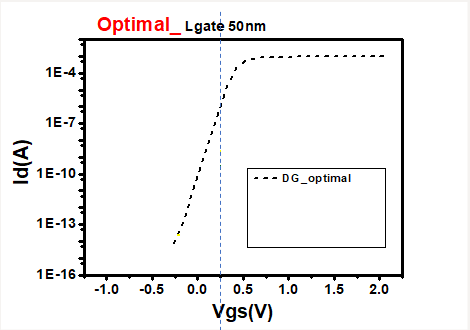 Optimal_ Lgate 50nm
1E-4
1E-7
1E-10
1E-13
1E-16
Id(A)
DG_optimal
-1.0 -0.5 0.0 0.5 1.0 1.5 2.0
Vgs(V)